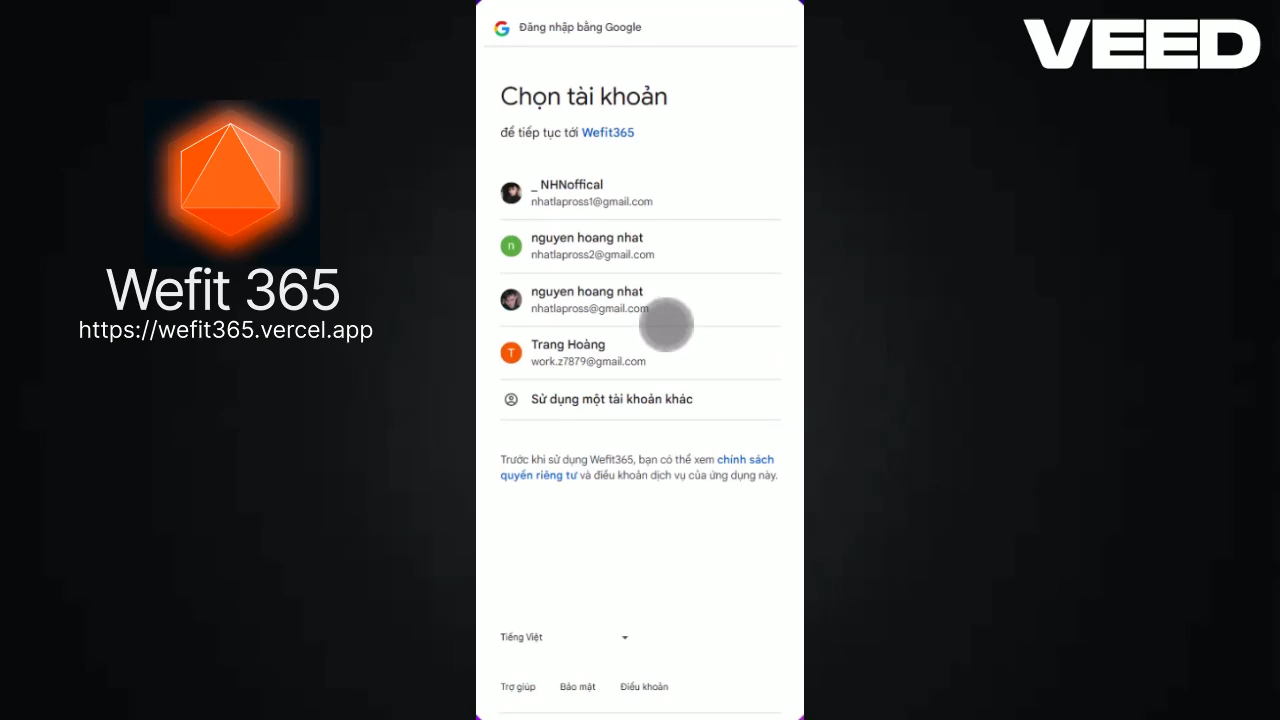 VEED
Wefit 365
https://wefit365.vercel.app
Đăng nhập bằng Google
Chọn tài khoản
để tiếp tục tới Wefit365
_ NHNoffical
nhatlapross1@gmail.com
n
nguyen hoang nhat
nhatlapross2@gmail.com
nguyen hoang nhat
nhatlapross@gmail.com
T
Trang Hoàng
work.z7879@gmail.com
Sử dụng một tài khoản khác
Trước khi sử dụng Wefit365, bạn có thể xem chính sách
quyền riêng tư và điều khoản dịch vụ của ứng dụng này.
Tiếng Việt
Trợ giúp Bảo mật Điều khoản